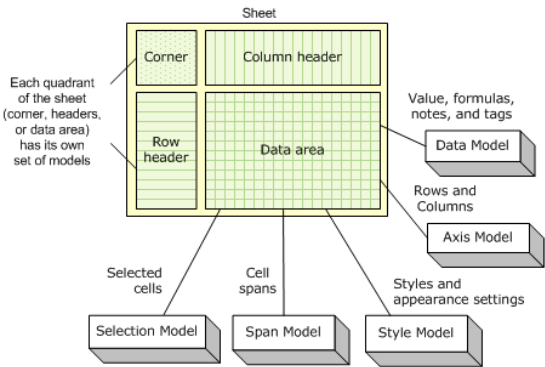 Sheet
Corner
Column header
Each quadrant
of the sheet
(corner, headers,
or data area)
has its own
set of models
Row
header
Data area
Value, formulas,
notes, and tags
Data Model
Rows and
Columns
Axis Model
Selected
cells
Cell
spans
Styles and
appearance settings
Selection Model
Span Model
Style Model